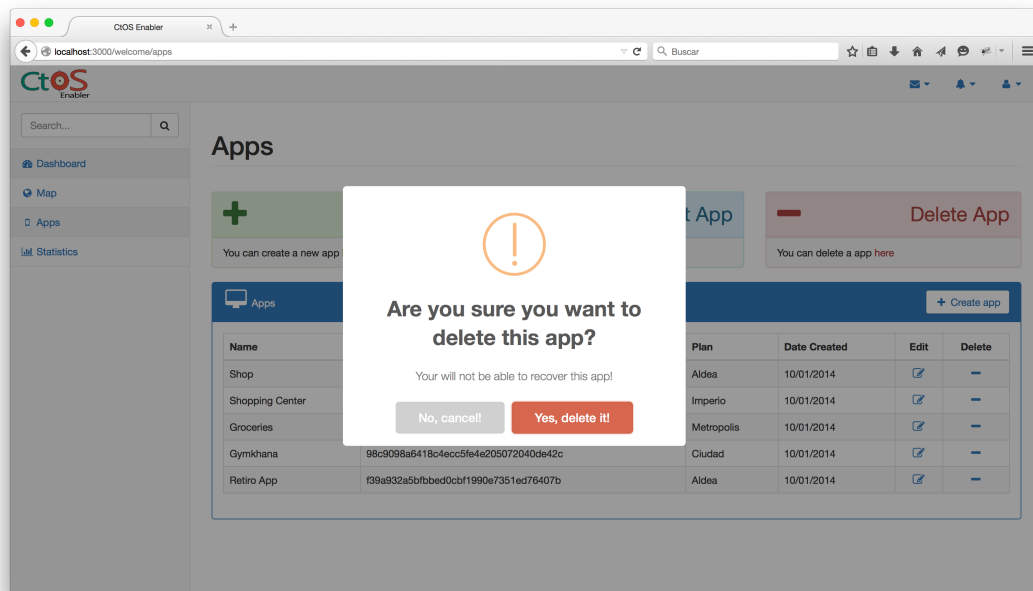 CtOS Enabler
localhost:3000/welcome/apps
Buscar
CtOS
Enabler
Search...
Dashboard
Map
Apps
Statistics
Apps
t App
Delete App
You can create a new app
You can delete a app here
Apps
Create app
Are you sure you want to
delete this app?
Your will not be able to recover this app!
No, cancel!
Yes, delete it!
Name Plan Date Created Edit Delete
Shop Aldea 10/01/2014
Shopping Center Imperio 10/01/2014
Groceries Metropolis 10/01/2014
Gymkhana 98c9098a6418c4ecc5fe4e205072040de42c Ciudad 10/01/2014
Retiro App f39a932a5bfbbed0cbf1990e7351ed76407b Aldea 10/01/2014